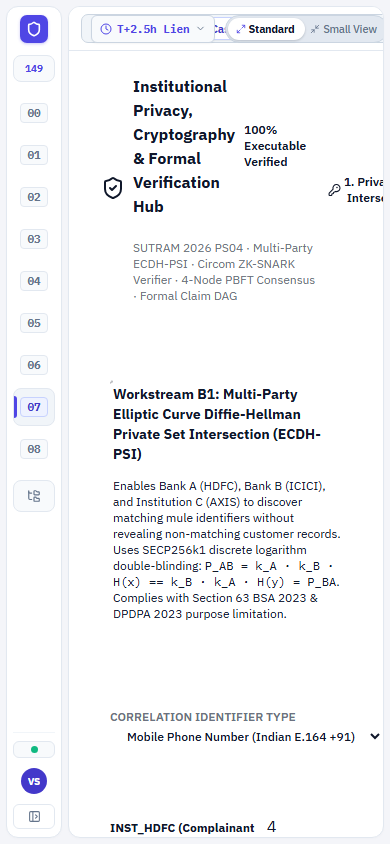 T+2.5h Lien
Ca
Standard
Small View
149
00
01
02
03
04
05
06
07
08
VS
Institutional
Privacy,
Cryptography
& Formal
Verification
Hub
100%
Executable
Verified
1. Priva
Interse
SUTRAM 2026 PS04 · Multi-Party
ECDH-PSI · Circom ZK-SNARK
Verifier · 4-Node PBFT Consensus
· Formal Claim DAG
Workstream B1: Multi-Party
Elliptic Curve Diffie-Hellman
Private Set Intersection (ECDH-
PSI)
Enables Bank A (HDFC), Bank B (ICICI),
and Institution C (AXIS) to discover
matching mule identifiers without
revealing non-matching customer records.
Uses SECP256k1 discrete logarithm
double-blinding: P_AB = k_A · k_B ·
H(x) == k_B · k_A · H(y) = P_BA.
Complies with Section 63 BSA 2023 &
DPDPA 2023 purpose limitation.
CORRELATION IDENTIFIER TYPE
Mobile Phone Number (Indian E.164 +91)
INST_HDFC (Complainant 4